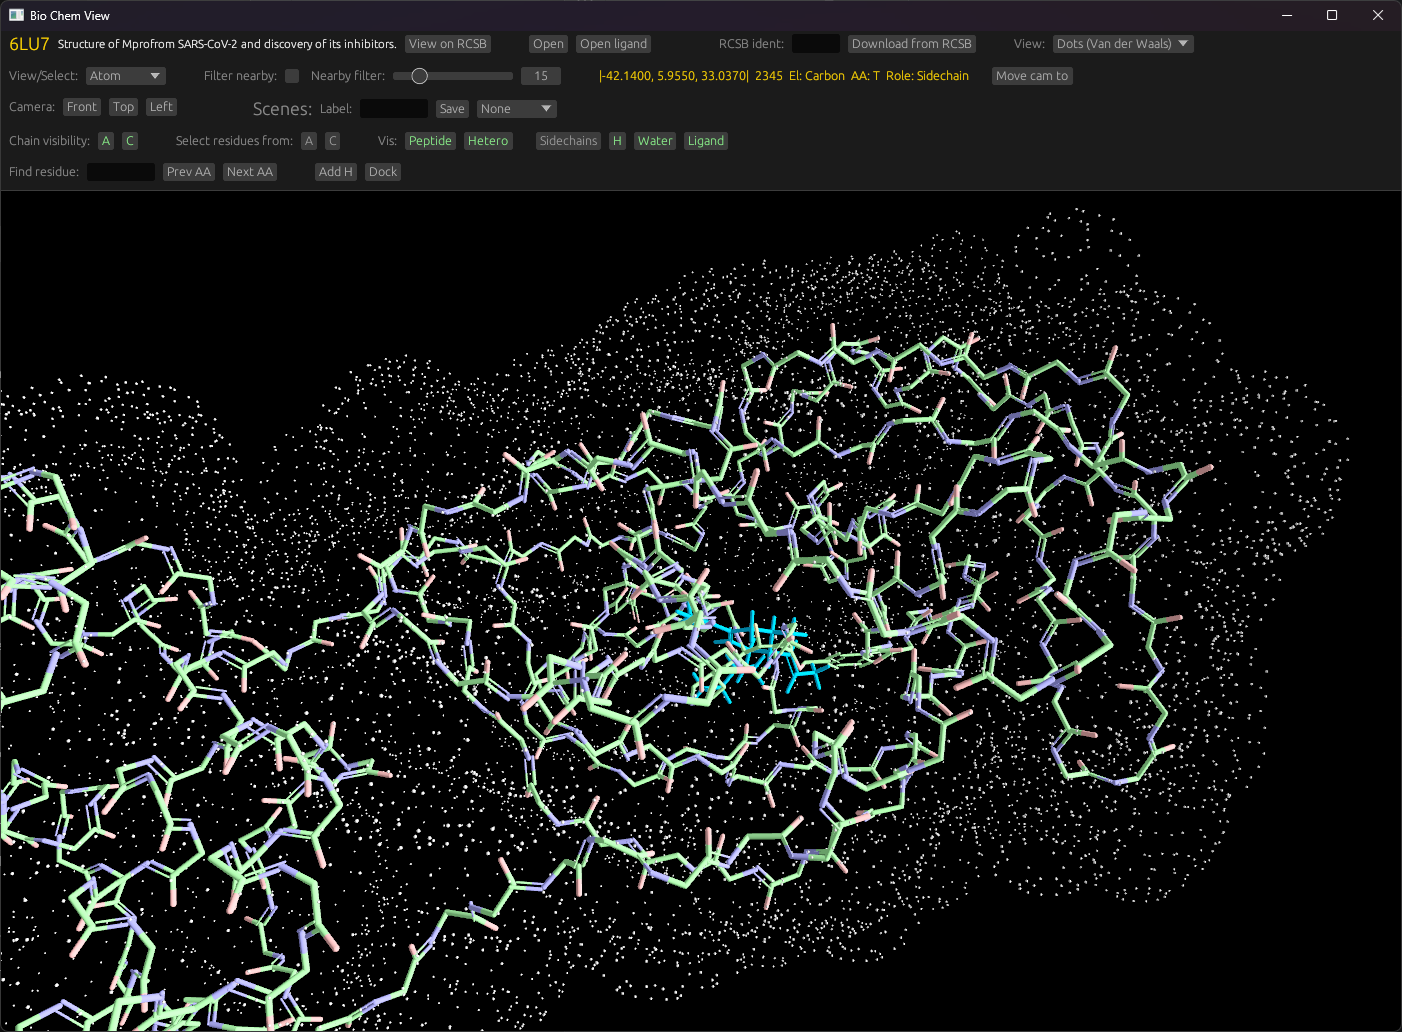 Bio Chem View
6LU7 Structure of Mprofrom SARS-CoV-2 and discovery of its inhibitors. View on RCSB Open Open ligand RCSB ident: Download from RCSB View: Dots (Van der Waals)
View/Select: Atom Filter nearby: Nearby filter: 15 |-42.1400, 5.9550, 33.0370| 2345 El: Carbon AA: T Role: Sidechain Move cam to
Camera: Front Top Left Scenes: Label: Save None
Chain visibility: A C Select residues from: A C Vis: Peptide Hetero Sidechains H Water Ligand
Find residue: Prev AA Next AA Add H Dock